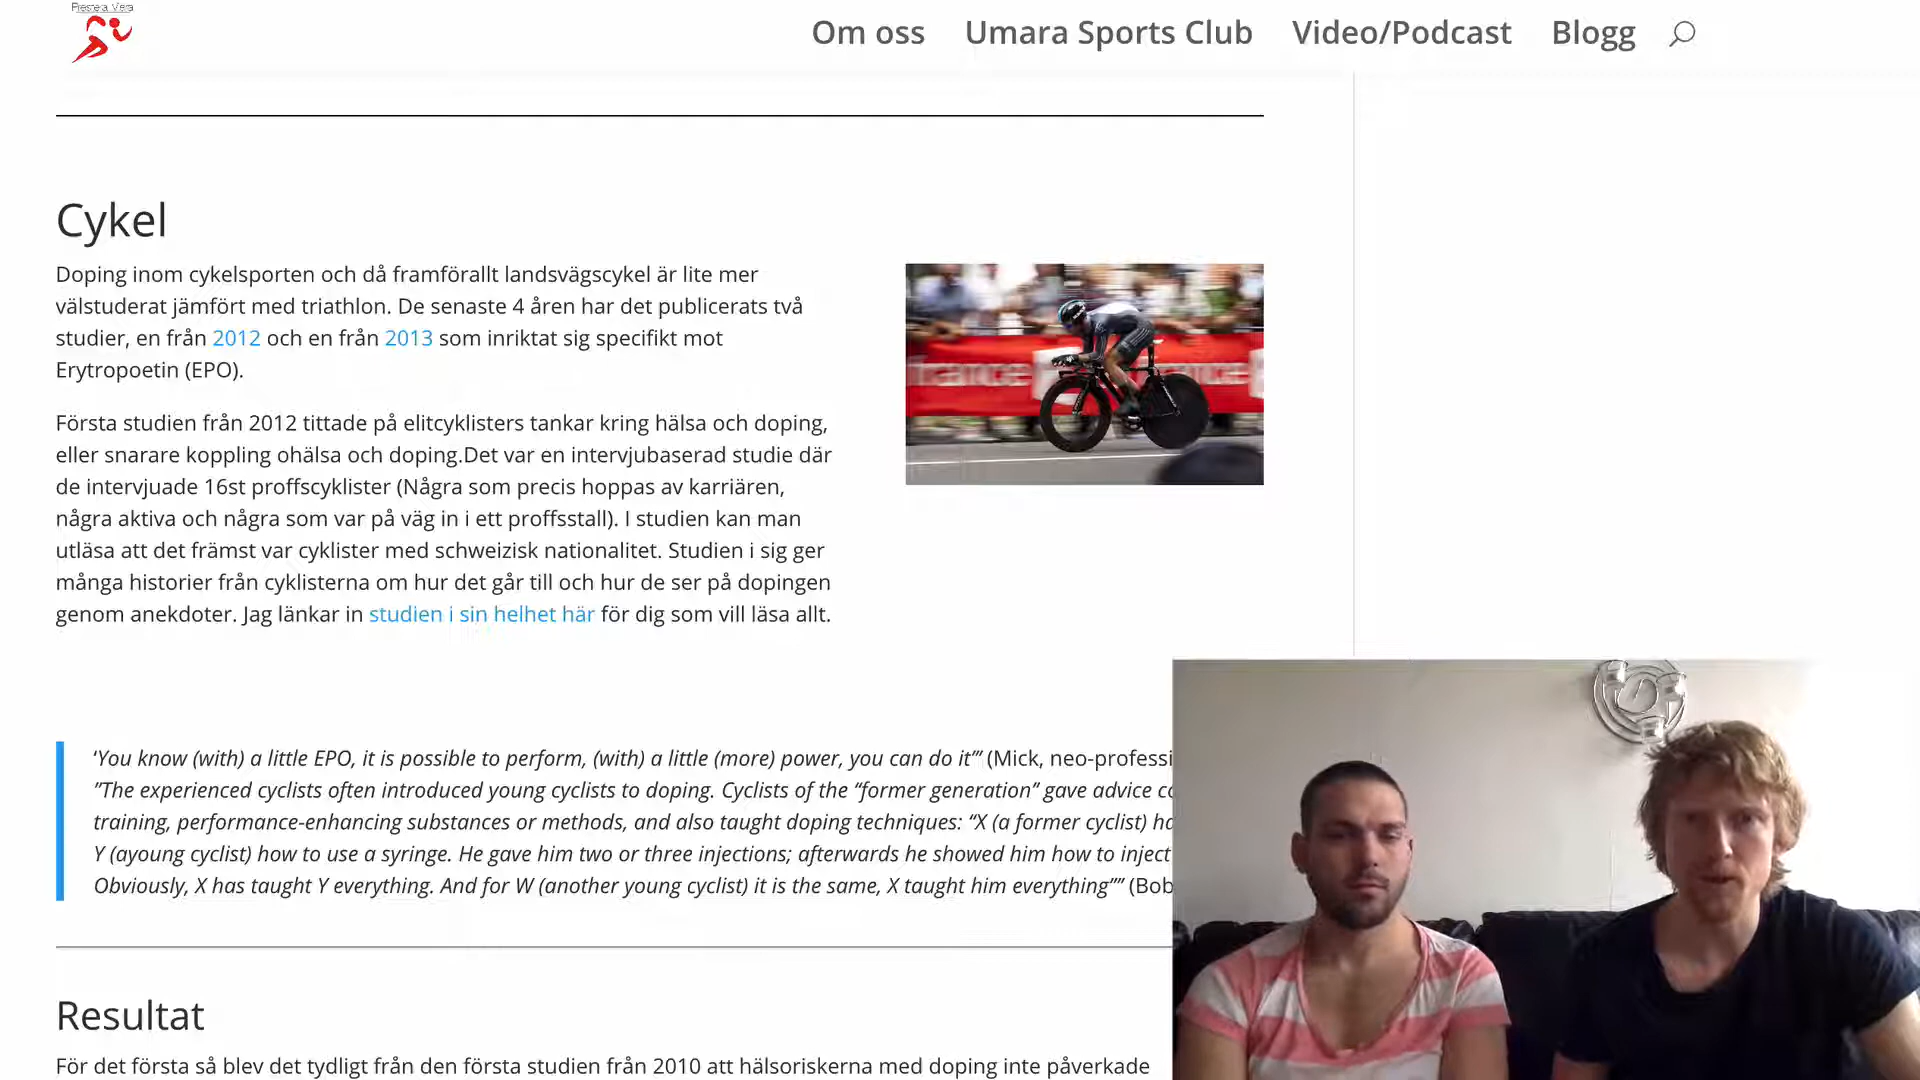 Prestera Mera
Om oss
Umara Sports Club
Video/Podcast
Blogg
Cykel
Doping inom cykelsporten och då framförallt landsvägscykel är lite mer
välstuderat jämfört med triathlon. De senaste 4 åren har det publicerats två
studier, en från 2012 och en från 2013 som inriktat sig specifikt mot
Erytropoetin (EPO).
Första studien från 2012 tittade på elitcyklisters tankar kring hälsa och doping,
eller snarare koppling ohälsa och doping.Det var en intervjubaserad studie där
de intervjuade 16st proffscyklister (Några som precis hoppas av karriären,
några aktiva och några som var på väg in i ett proffsstall). I studien kan man
utläsa att det främst var cyklister med schweizisk nationalitet. Studien i sig ger
många historier från cyklisterna om hur det går till och hur de ser på dopingen
genom anekdoter. Jag länkar in studien i sin helhet här för dig som vill läsa allt.
france
‘You know (with) a little EPO, it is possible to perform, (with) a little (more) power, you can do it’” (Mick, neo-professi
”The experienced cyclists often introduced young cyclists to doping. Cyclists of the “former generation” gave advice co
training, performance-enhancing substances or methods, and also taught doping techniques: “X (a former cyclist) ha
Y (ayoung cyclist) how to use a syringe. He gave him two or three injections; afterwards he showed him how to inject
Obviously, X has taught Y everything. And for W (another young cyclist) it is the same, X taught him everything”” (Bob
Resultat
För det första så blev det tydligt från den första studien från 2010 att hälsoriskerna med doping inte påverkade